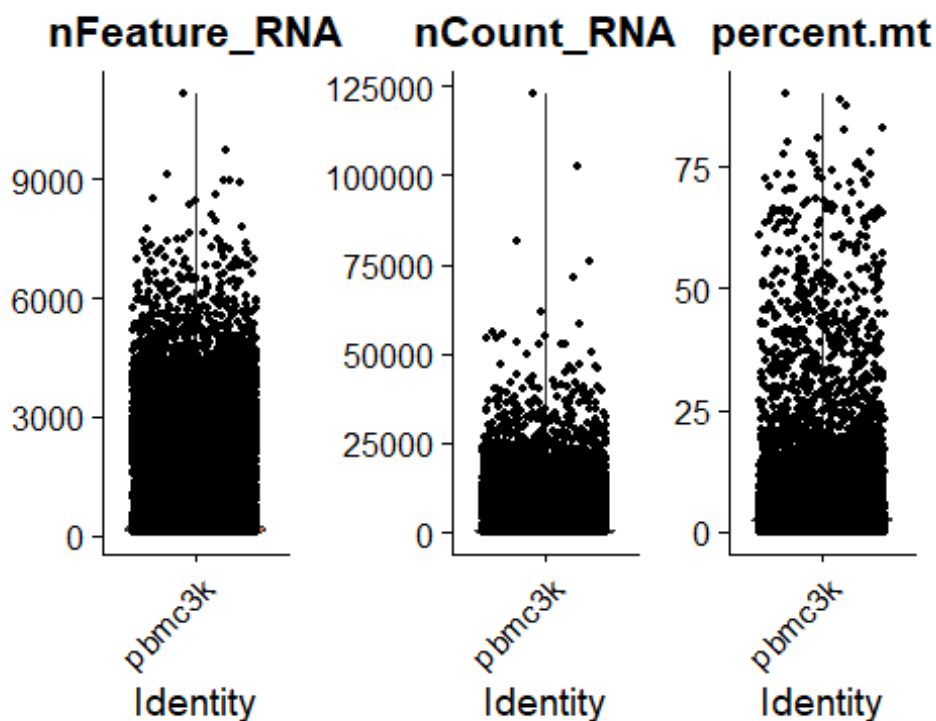 nFeature_RNA
9000
6000
3000
0
pbmc3k
Identity
nCount_RNA
125000
100000
75000
50000
25000
0
pbmc3k
Identity
percent.mt
75
50
25
0
pbmc3k
Identity